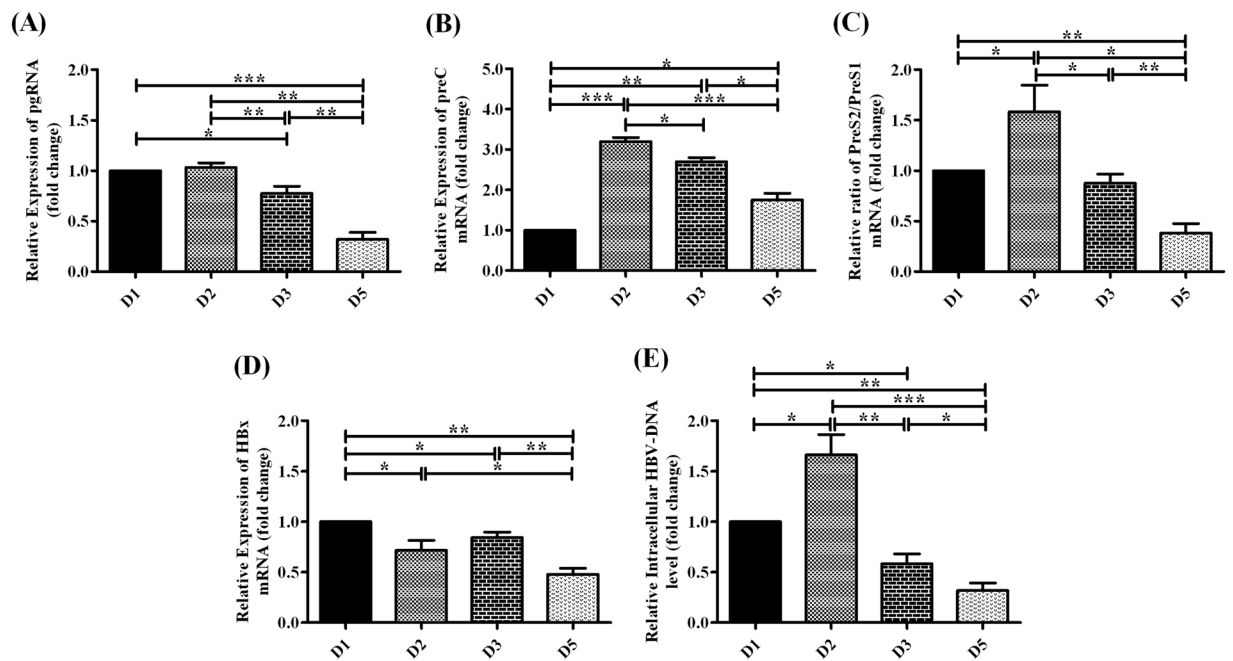 (A)
Relative Expression of pgRNA
(fold change)
2.0
1.5
1.0
0.5
0.0
***
**
** **
*
D1 D2 D3 D5
(B)
Relative Expression of preC
mRNA (fold change)
5.0
4.0
3.0
2.0
1.0
0.0
*
** *
*** ***
*
D1 D2 D3 D5
(C)
Relative ratio of PreS2/PreS1
mRNA (Fold change)
2.0
1.5
1.0
0.5
0.0
**
* *
* **
D1 D2 D3 D5
(D)
Relative Expression of HBx
mRNA (fold change)
2.0
1.5
1.0
0.5
0.0
**
* **
* *
D1 D2 D3 D5
(E)
Relative Intracellular HBV-DNA
level (fold change)
2.0
1.5
1.0
0.5
0.0
*
**
***
* ** *
D1 D2 D3 D5